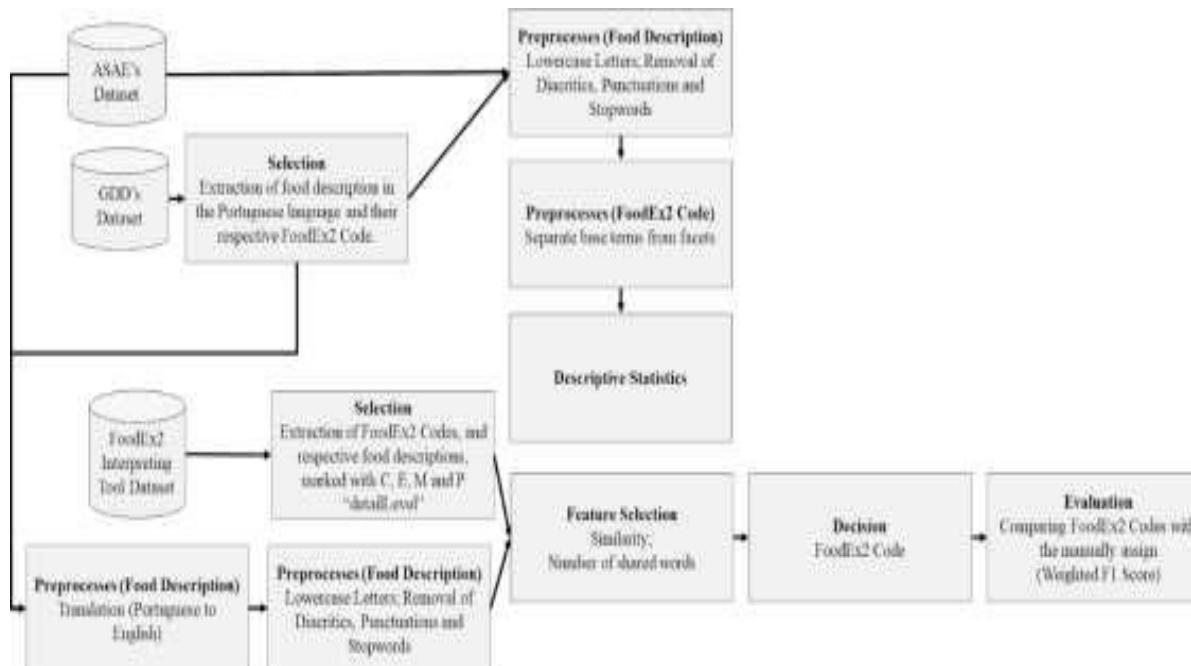 ASAE's
Dataset
Preprocesses (Food Description)
Lowercase Letters; Removal of
Diacritics, Punctuations and
Stopwords
GDD's
Dataset
Selection
Extraction of food description in
the Portuguese language and their
respective FoodEx2 Code.
Preprocesses (FoodEx2 Code)
Separate base terms from facets
Descriptive Statistics
FoodEx2
Interpreting
Tool Dataset
Selection
Extraction of FoodEx2 Codes, and
respective food descriptions,
marked with C, E, M and P
"detailLevel"
Feature Selection
Similarity;
Number of shared words
Decision
FoodEx2 Code
Evaluation
Comparing FoodEx2 Codes with
the manually assign
(Weighted F1 Score)
Preprocesses (Food Description)
Translation (Portuguese to
English)
Preprocesses (Food Description)
Lowercase Letters; Removal of
Diacritics, Punctuations and
Stopwords